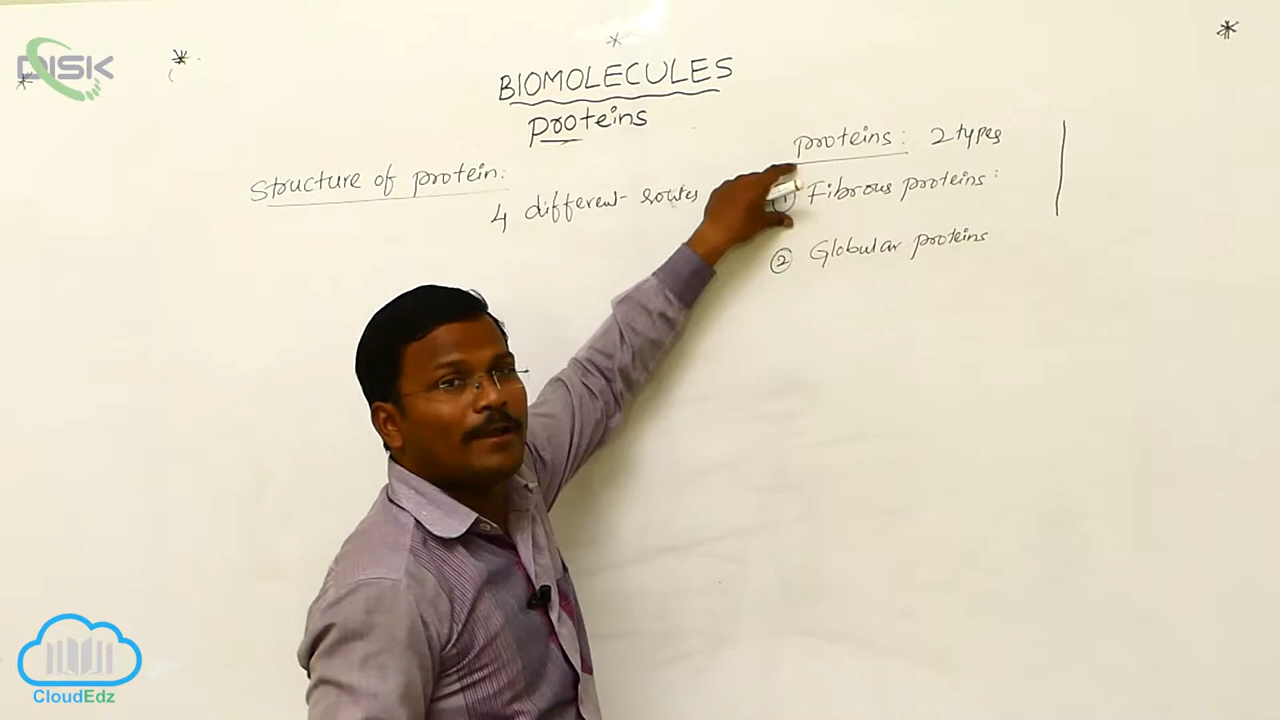 DISK
BIOMOLECULES
proteins
Structure of protein:
4 different routes
proteins: 2 types
1 Fibrous proteins:
2 Globular proteins
CloudEdz